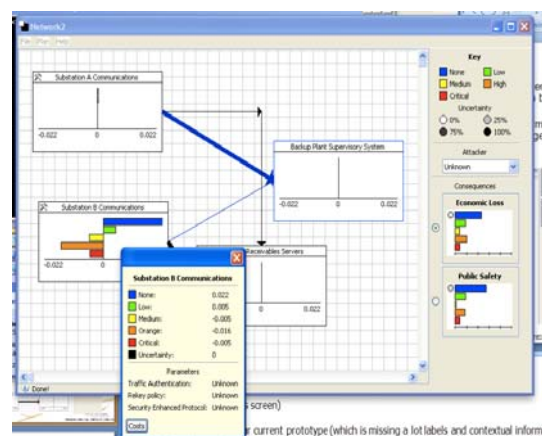 Network2
File Plan Help
Substation A Communications
-0.022 0 0.022
Backup Plant Supervisory System
-0.022 0 0.022
Substation B Communications
-0.022 0
Receivables Servers
0 0.022
Substation B Communications
None: 0.022
Low: 0.005
Medium: -0.005
Orange: -0.016
Critical: -0.005
Uncertainty: 0
Parameters
Traffic Authentication: Unknown
Rekey policy: Unknown
Security Enhanced Protocol: Unknown
Costs
Key
None Low
Medium High
Critical
Uncertainty
0% 25%
75% 100%
Attacker
Unknown
Consequences
Economic Loss
Public Safety
Done!
s screen)
r current prototype (which is missing a lot labels and contextual inform